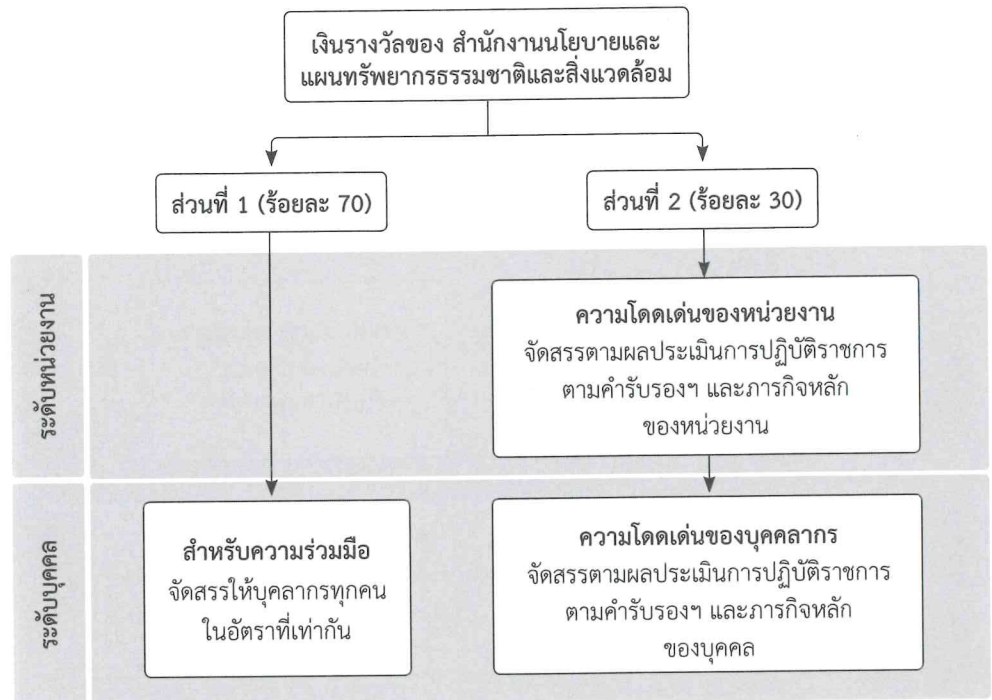 เงินรางวัลของ สำนักงานนโยบายและ
แผนทรัพยากรธรรมชาติและสิ่งแวดล้อม
ส่วนที่ 1 (ร้อยละ 70)
ส่วนที่ 2 (ร้อยละ 30)
ระดับหน่วยงาน
ความโดดเด่นของหน่วยงาน
จัดสรรตามผลประเมินการปฏิบัติราชการ
ตามคำรับรองฯ และภารกิจหลัก
ของหน่วยงาน
ระดับบุคคล
สำหรับความร่วมมือ
จัดสรรให้บุคลากรทุกคน
ในอัตราที่เท่ากัน
ความโดดเด่นของบุคคลากร
จัดสรรตามผลประเมินการปฏิบัติราชการ
ตามคำรับรองฯ และภารกิจหลัก
ของบุคคล